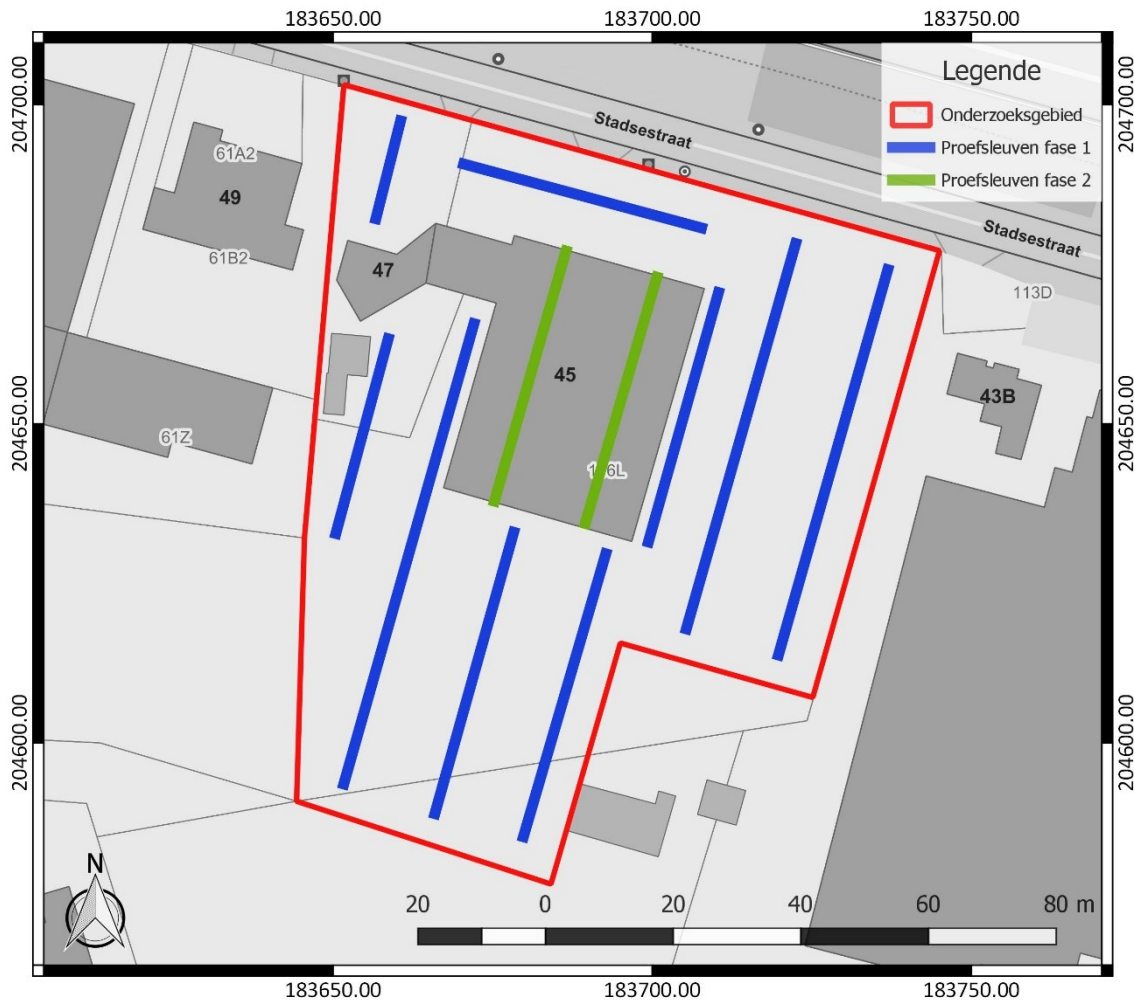 183650.00 183700.00 183750.00
204700.00 204700.00
Legende
Onderzoeksgebied
Proefsleuven fase 1
Proefsleuven fase 2
Stadsestraat
Stadsestraat
61A2
49
61B2
47
113D
45
43B
204650.00 204650.00
61Z
204600.00 204600.00
N
20 0 20 40 60 80 m
183650.00 183700.00 183750.00